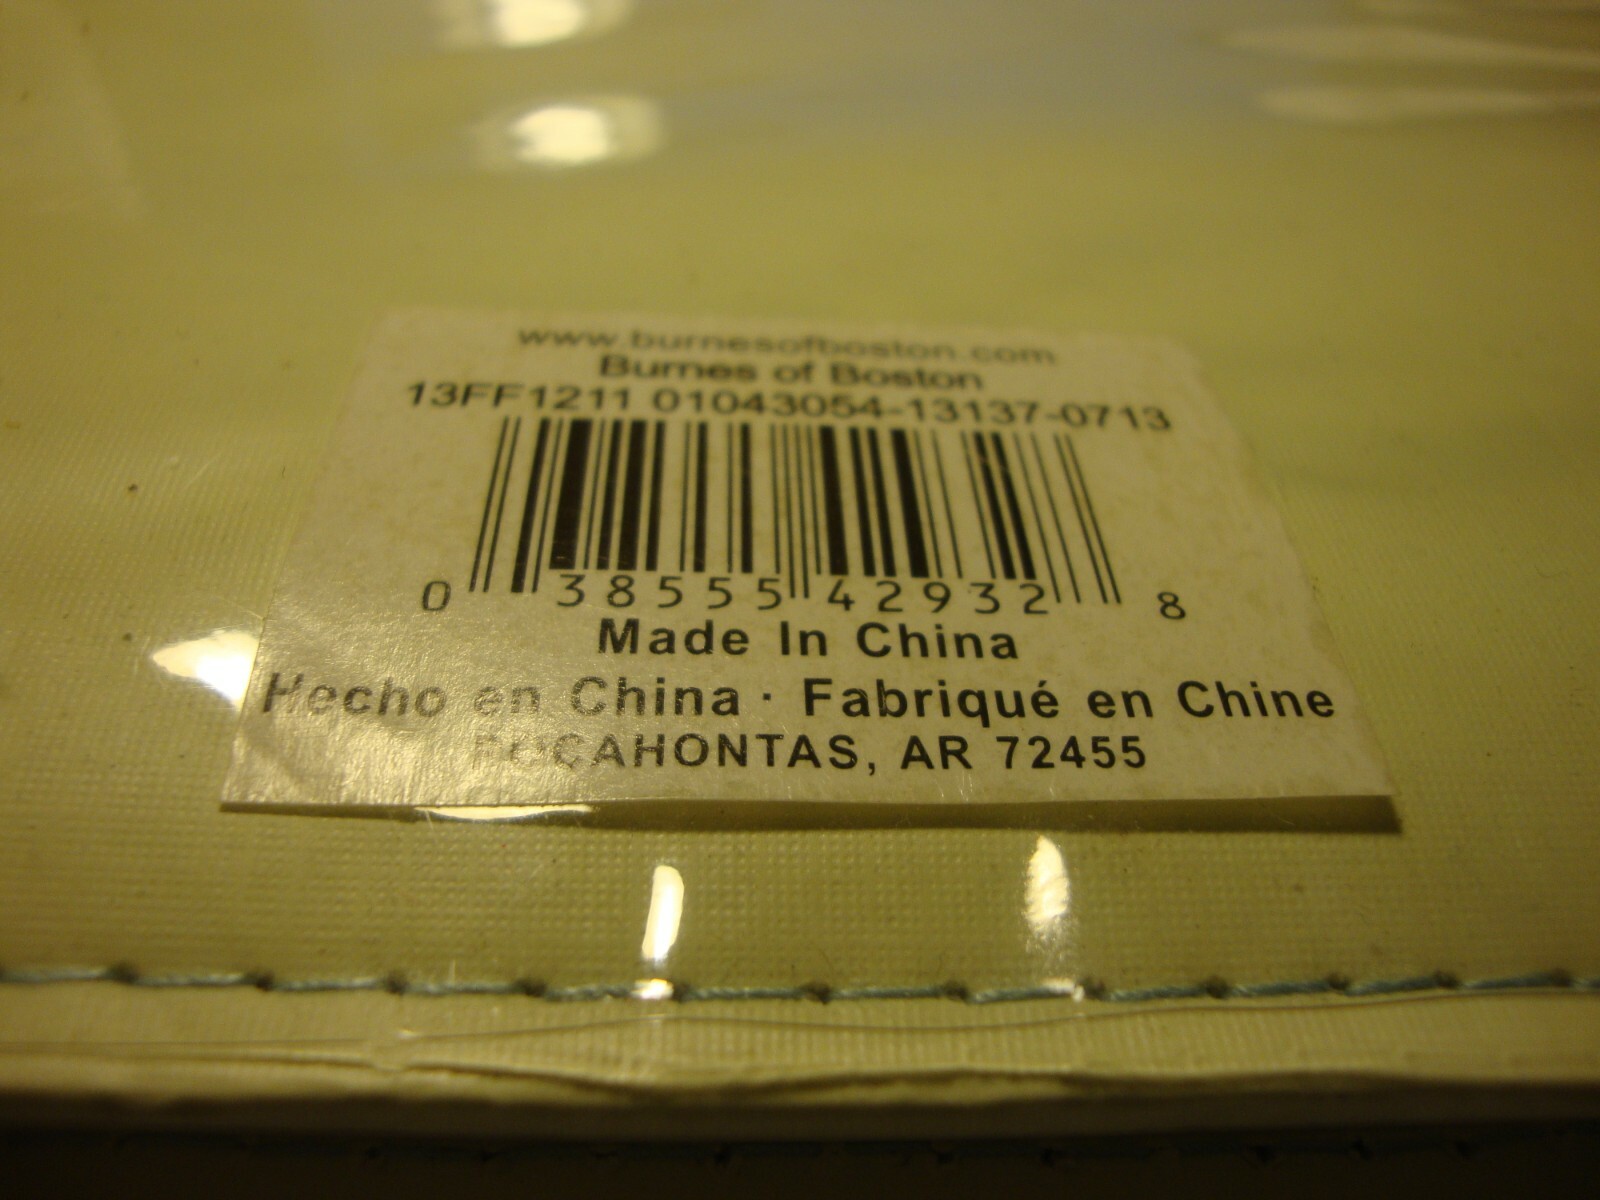 www.burnesofboston.com
Burnes of Boston
13FF1211 01043054-13137-0713
0 38555 42932 8
Made In China
Hecho en China · Fabriqué en Chine
POCAHONTAS, AR 72455